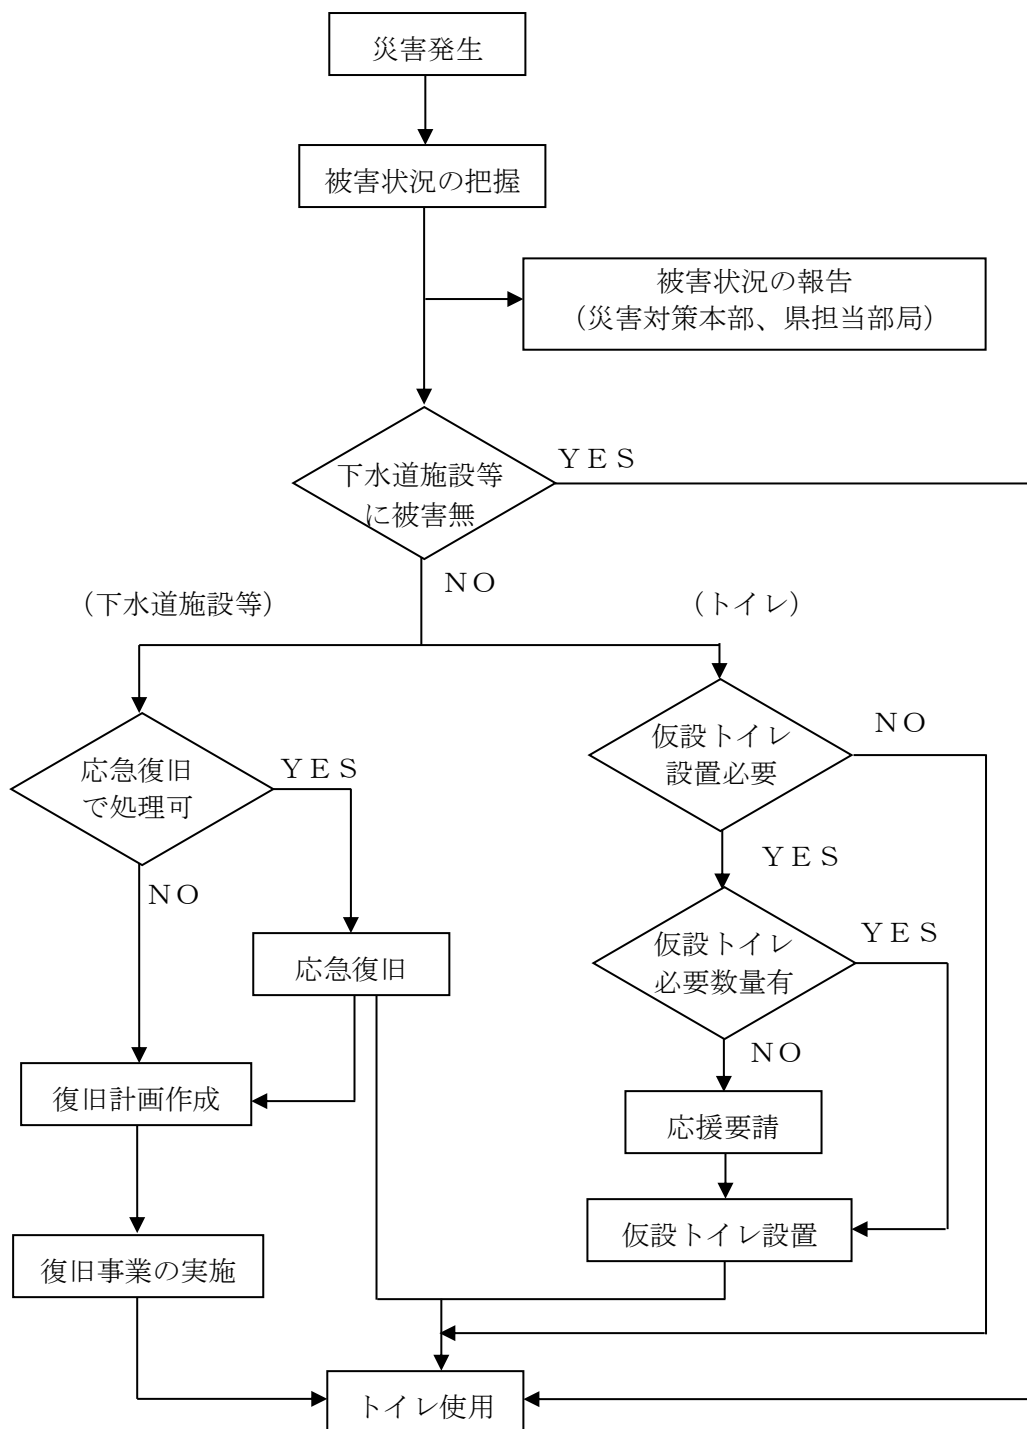 災害発生
被害状況の把握
被害状況の報告
（災害対策本部、県担当部局）
下水道施設等
に被害無
ＹＥＳ
ＮＯ
（下水道施設等）
（トイレ）
応急復旧
で処理可
ＹＥＳ
ＮＯ
仮設トイレ
設置必要
ＮＯ
ＹＥＳ
仮設トイレ
必要数量有
ＹＥＳ
ＮＯ
応急復旧
復旧計画作成
応援要請
仮設トイレ設置
復旧事業の実施
トイレ使用